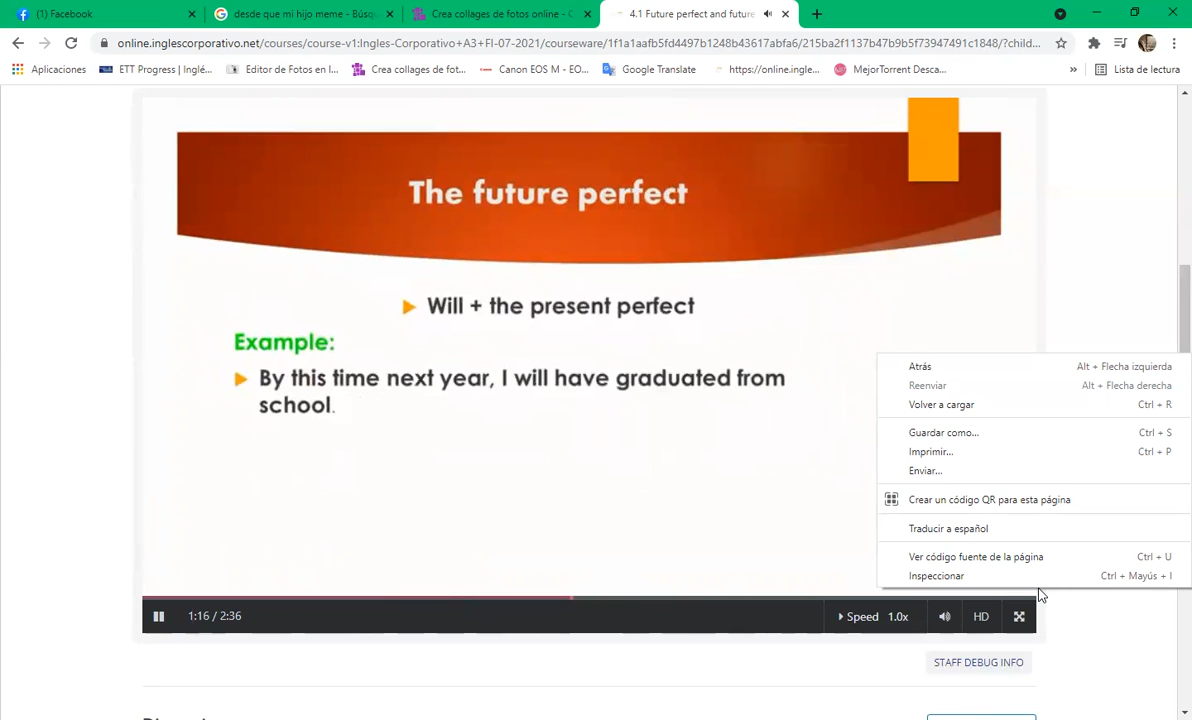 (1) Facebook
desde que mi hijo meme - Búsqu
Crea collages de fotos online - C
4.1 Future perfect and future
online.inglescorporativo.net/courses/course-v1:Ingles-Corporativo+A3+FI-07-2021/courseware/1f1a1aafb5fd4497b1248b43617abfa6/215ba2f1137b47b9b5f73947491c1848/?child...
Aplicaciones
ETT Progress | Inglé...
Editor de Fotos en l...
Crea collages de fot...
Canon EOS M - EO...
Google Translate
https://online.ingle...
MejorTorrent Desca...
»
Lista de lectura
The future perfect
Will + the present perfect
Example:
By this time next year, I will have graduated from
school.
Atrás Alt + Flecha izquierda
Reenviar Alt + Flecha derecha
Volver a cargar Ctrl + R
Guardar como... Ctrl + S
Imprimir... Ctrl + P
Enviar...
Crear un código QR para esta página
Traducir a español
Ver código fuente de la página Ctrl + U
Inspeccionar Ctrl + Mayús + I
1:16 / 2:36
Speed 1.0x
HD
STAFF DEBUG INFO